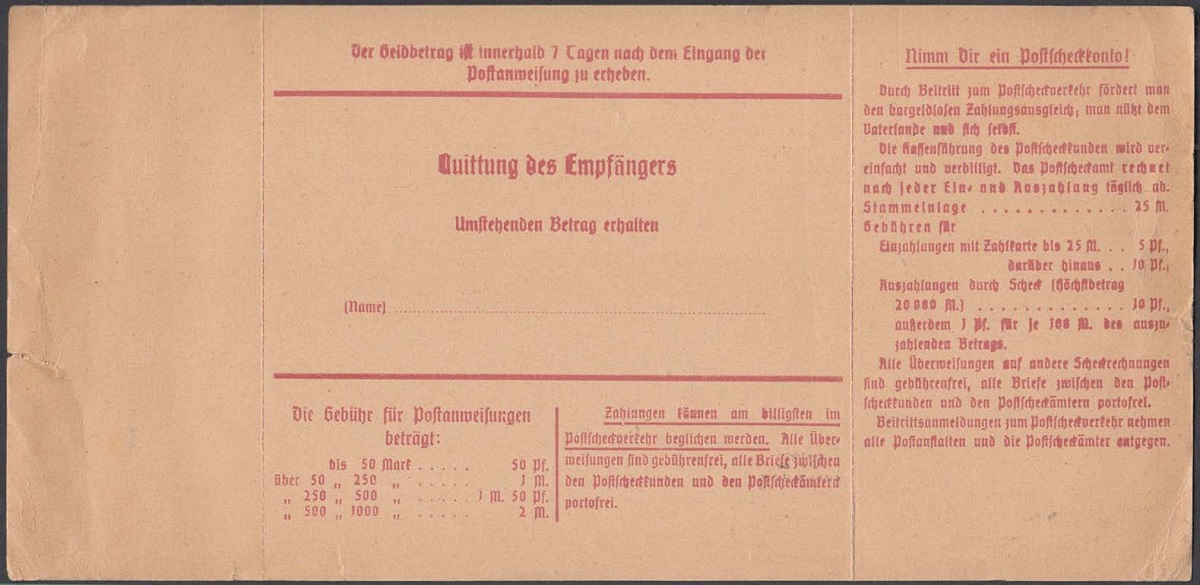 Der Geldbetrag ist innerhalb 7 Tagen nach dem Eingang der
Postanweisung zu erheben.
Quittung des Empfängers
Umstehenden Betrag erhalten
(Name) ................................................
Die Gebühr für Postanweisungen
beträgt:
bis 50 Mark . . . . . 50 Pf.
über 50 „ 250 „ . . . . . 1 M.
„ 250 „ 500 „ . . . . . 1 M. 50 Pf.
„ 500 „ 1000 „ . . . . . 2 M.
Zahlungen können am billigsten im
Postscheckverkehr beglichen werden. Alle Über-
weisungen sind gebührenfrei, alle Briefe zwischen
den Postscheckkunden und den Postscheckämtern
portofrei.
Nimm Dir ein Postscheckkonto!
Durch Beitritt zum Postscheckverkehr fördert man
den bargeldlosen Zahlungsausgleich, man nützt dem
Vaterlande und sich selbst.
Die Kassenführung des Postscheckkunden wird ver-
einfacht und verbilligt. Das Postscheckamt rechnet
nach jeder Ein- und Auszahlung täglich ab.
Stammeinlage . . . . . . . . . . . . . 25 M.
Gebühren für
Einzahlungen mit Zahlkarte bis 25 M. . . 5 Pf.,
darüber hinaus . . 10 Pf.,
Auszahlungen durch Scheck (Höchstbetrag
20 000 M.) . . . . . . . . . . . . 10 Pf.,
außerdem 1 Pf. für je 100 M. des auszu-
zahlenden Betrags.
Alle Überweisungen auf andere Scheckrechnungen
sind gebührenfrei, alle Briefe zwischen den Post-
scheckkunden und den Postscheckämtern portofrei.
Beitrittsanmeldungen zum Postscheckverkehr nehmen
alle Postanstalten und die Postscheckämter entgegen.